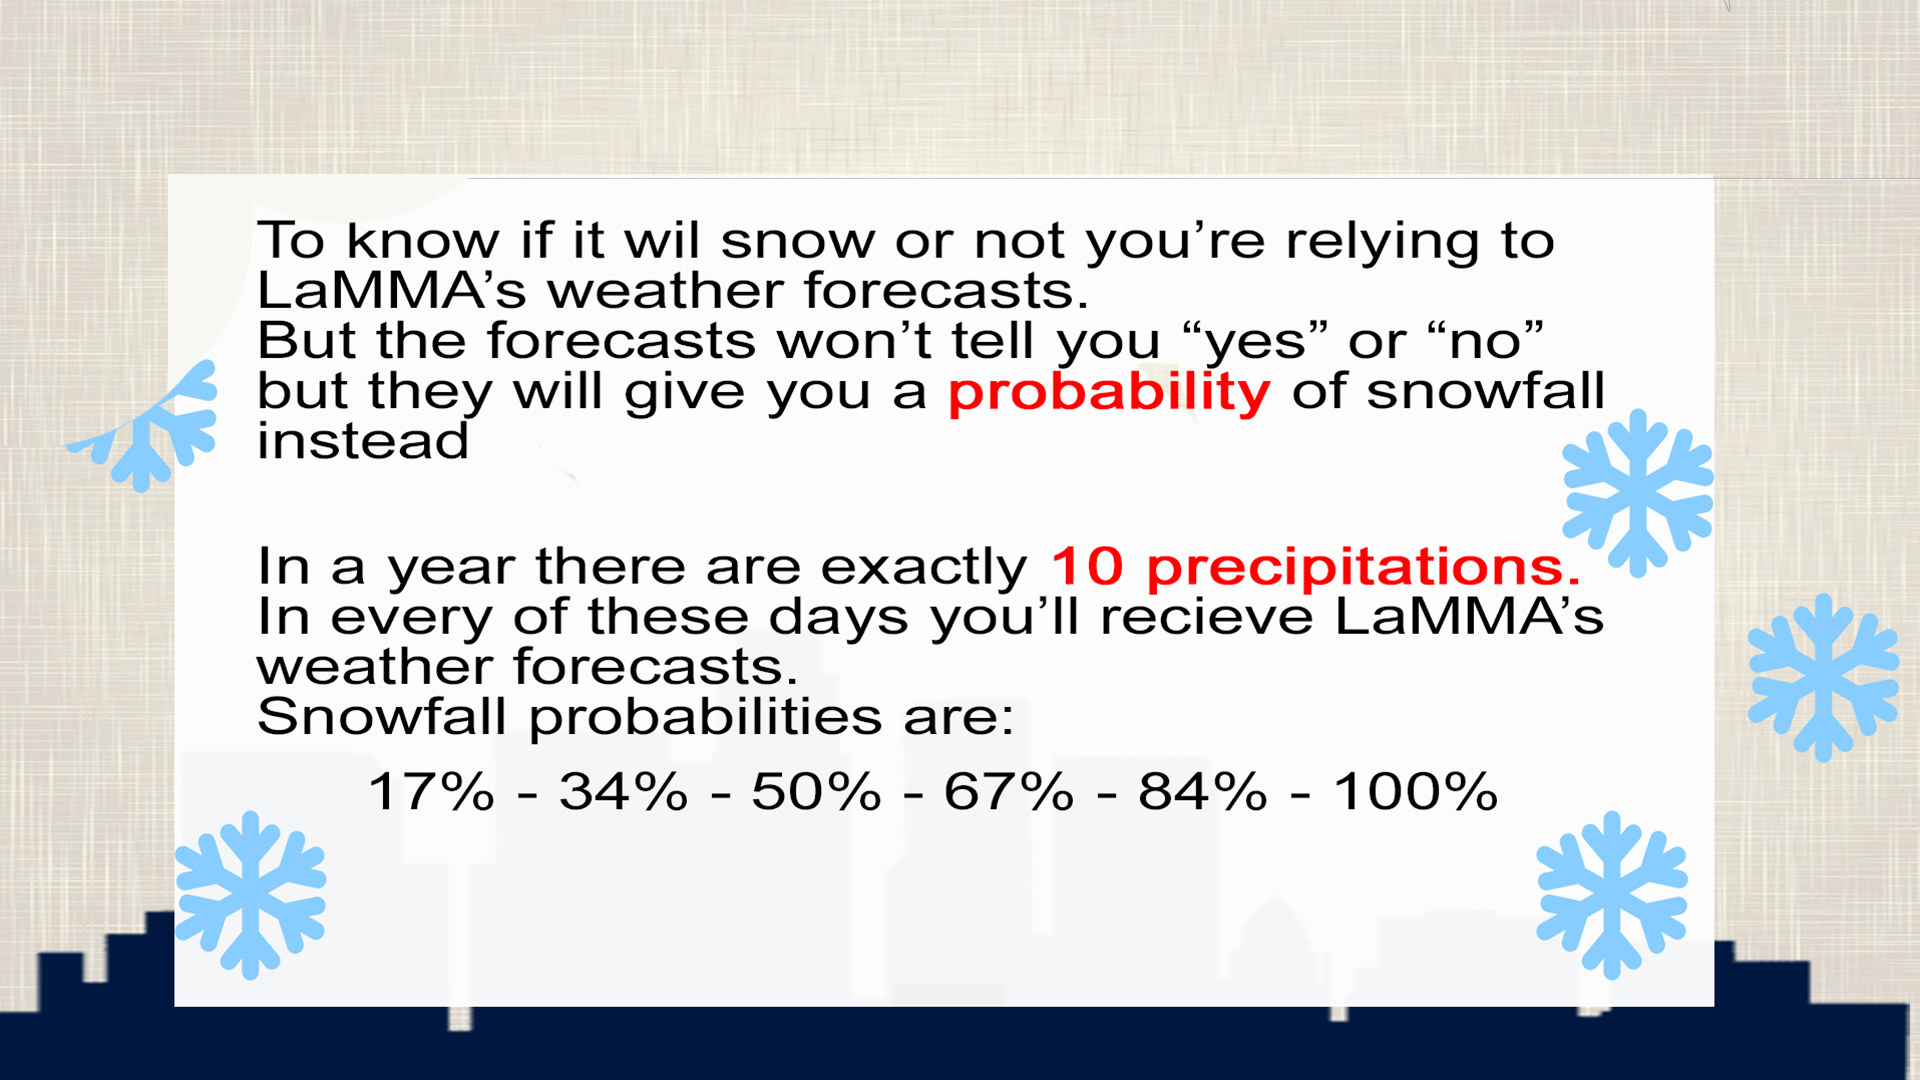 To know if it wil snow or not you’re relying to
LaMMA’s weather forecasts.
But the forecasts won’t tell you “yes” or “no”
but they will give you a probability of snowfall
instead
In a year there are exactly 10 precipitations.
In every of these days you’ll recieve LaMMA’s
weather forecasts.
Snowfall probabilities are:
17% - 34% - 50% - 67% - 84% - 100%